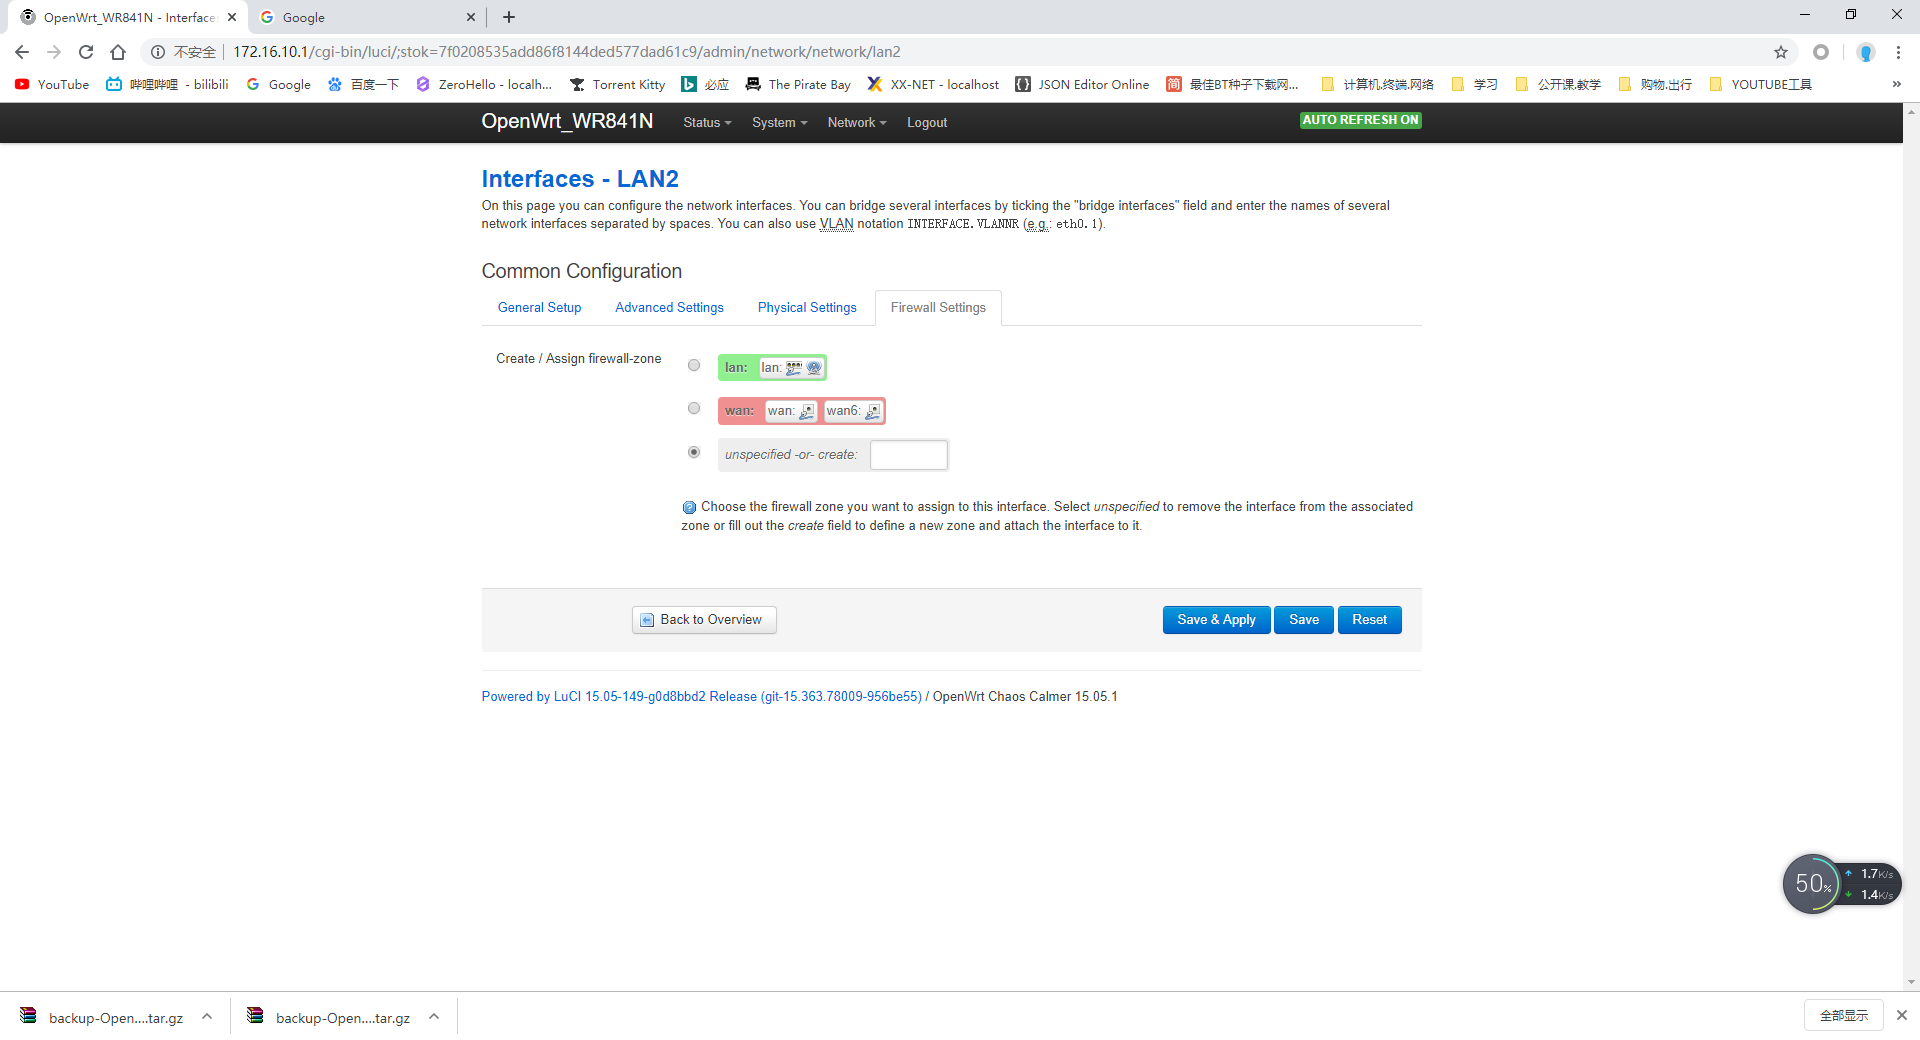 OpenWrt_WR841N - Interface
Google
不安全
172.16.10.1/cgi-bin/luci/;stok=7f0208535add86f8144ded577dad61c9/admin/network/network/lan2
YouTube
哔哩哔哩 - bilibili
Google
百度一下
ZeroHello - localh...
Torrent Kitty
必应
The Pirate Bay
XX-NET - localhost
JSON Editor Online
简
最佳BT种子下载网...
计算机.终端.网络
学习
公开课.教学
购物.出行
YOUTUBE工具
»
OpenWrt_WR841N
Status
System
Network
Logout
AUTO REFRESH ON
Interfaces - LAN2
On this page you can configure the network interfaces. You can bridge several interfaces by ticking the "bridge interfaces" field and enter the names of several
network interfaces separated by spaces. You can also use VLAN notation INTERFACE.VLANNR (e.g.: eth0.1).
Common Configuration
General Setup
Advanced Settings
Physical Settings
Firewall Settings
Create / Assign firewall-zone
lan: lan:
wan: wan: wan6:
unspecified -or- create:
Choose the firewall zone you want to assign to this interface. Select unspecified to remove the interface from the associated
zone or fill out the create field to define a new zone and attach the interface to it.
Back to Overview
Save & Apply
Save
Reset
Powered by LuCI 15.05-149-g0d8bbd2 Release (git-15.363.78009-956be55) / OpenWrt Chaos Calmer 15.05.1
50%
1.7K/s
1.4K/s
backup-Open....tar.gz
backup-Open....tar.gz
全部显示